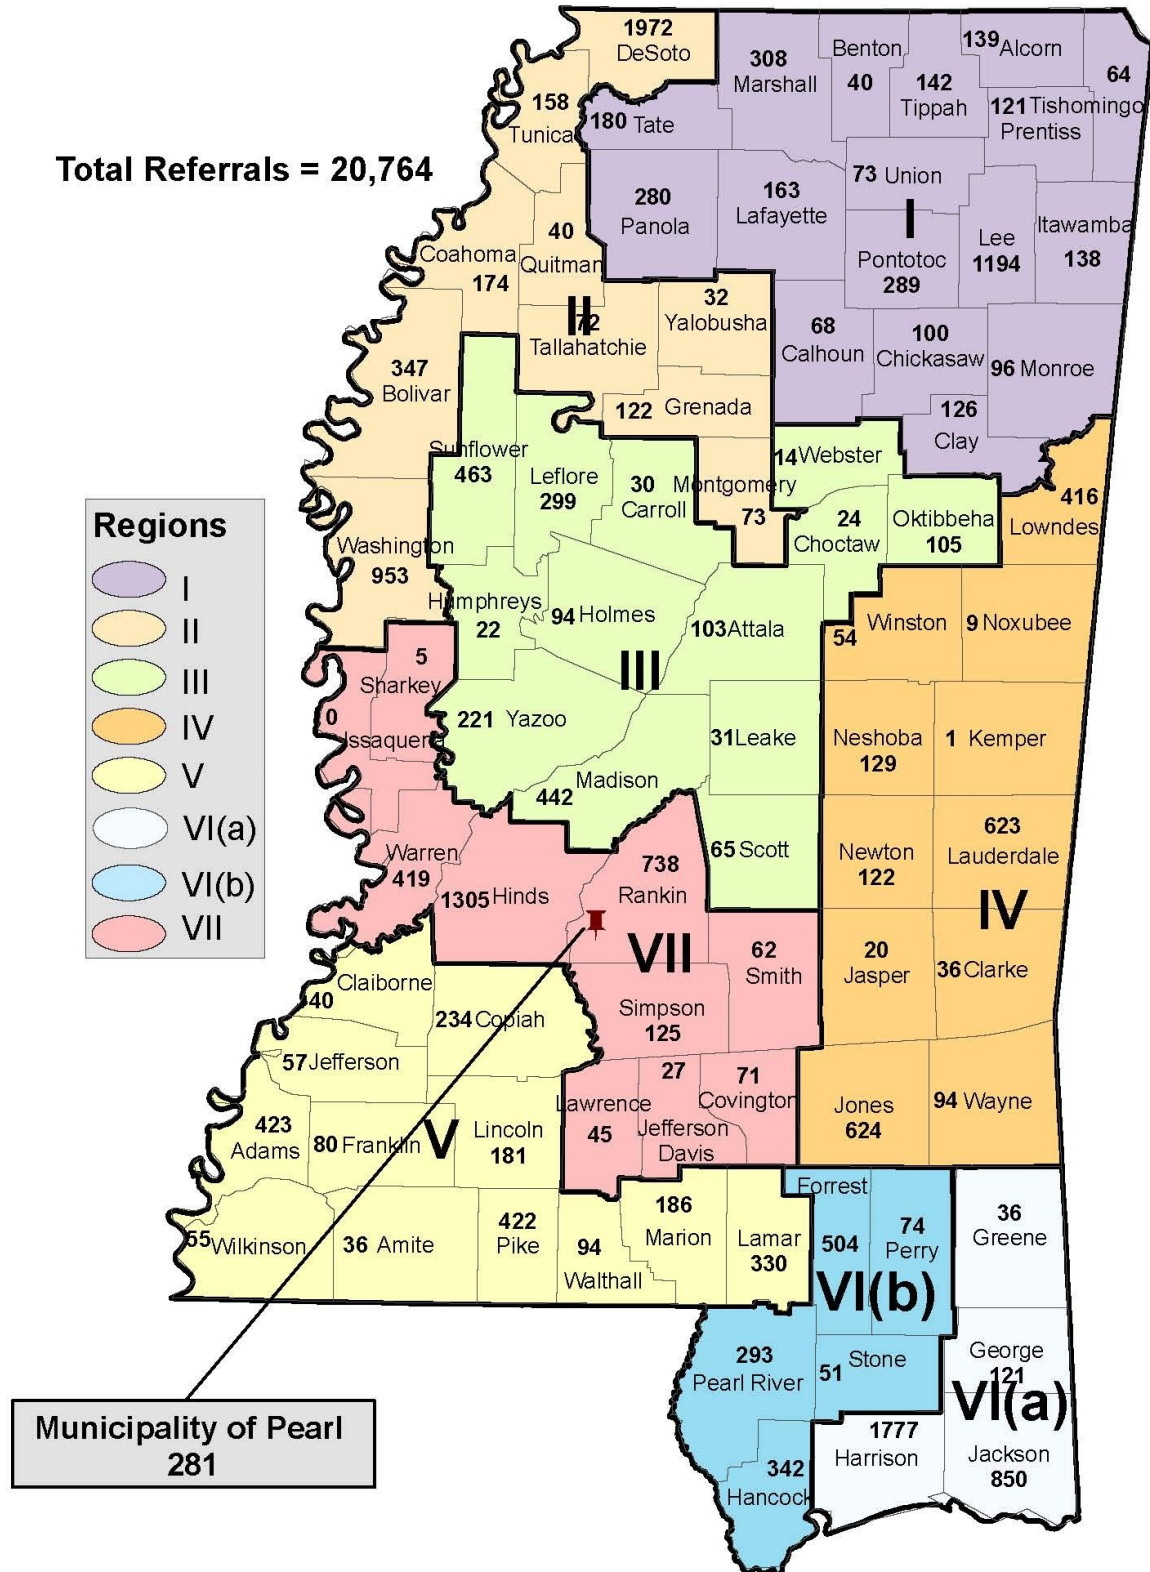 1972
DeSoto
158
Tunica
Total Referrals = 20,764
308
Marshall
Benton
40
142
Tippah
139 Alcorn
64
Tishomingo
121
Prentiss
180 Tate
280
Panola
163
Lafayette
73 Union
I
Pontotoc
289
Lee
1194
Itawamba
138
Coahoma
174
40
Quitman
II
72
Tallahatchie
32
Yalobusha
68
Calhoun
100
Chickasaw
96 Monroe
347
Bolivar
122 Grenada
126
Clay
Sunflower
463
Leflore
299
30
Carroll
Montgomery
73
14 Webster
24
Choctaw
Oktibbeha
105
416
Lowndes
Regions
I
II
III
IV
V
VI(a)
VI(b)
VII
Washington
953
Humphreys
22
94 Holmes
103 Attala
III
54 Winston
9 Noxubee
5
Sharkey
0
Issaquena
221 Yazoo
31 Leake
Neshoba
129
1 Kemper
Madison
442
65 Scott
Newton
122
623
Lauderdale
IV
Warren
419
1305 Hinds
738
Rankin
VII
62
Smith
20
Jasper
36 Clarke
Claiborne
40
234 Copiah
Simpson
125
57 Jefferson
Lawrence
45
27
Jefferson
Davis
71
Covington
Jones
624
94 Wayne
423
Adams
80 Franklin
V
Lincoln
181
55 Wilkinson
36 Amite
422
Pike
94
Walthall
186
Marion
Lamar
330
Forrest
504
74
Perry
VI(b)
36
Greene
293
Pearl River
51 Stone
George
121
VI(a)
Municipality of Pearl
281
342
Hancock
1777
Harrison
Jackson
850